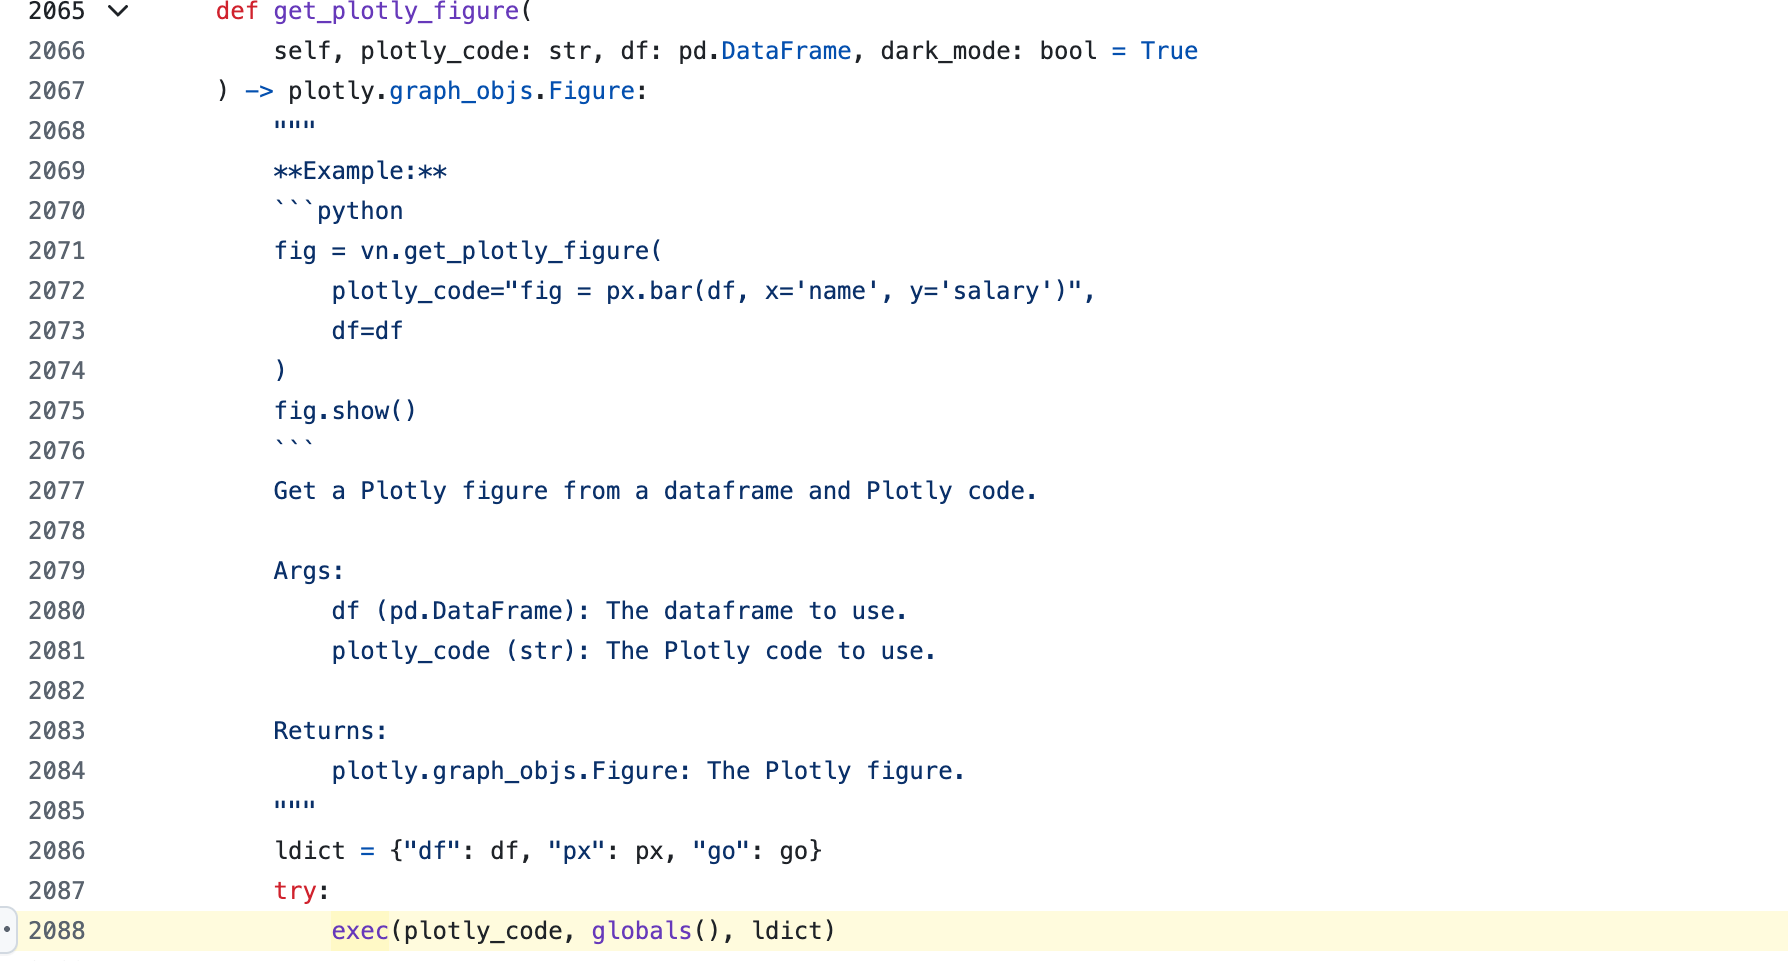 2065 def get_plotly_figure(
2066 self, plotly_code: str, df: pd.DataFrame, dark_mode: bool = True
2067 ) -> plotly.graph_objs.Figure:
2068 """
2069 **Example:**
2070 ```python
2071 fig = vn.get_plotly_figure(
2072 plotly_code="fig = px.bar(df, x='name', y='salary')",
2073 df=df
2074 )
2075 fig.show()
2076 ```
2077 Get a Plotly figure from a dataframe and Plotly code.
2078
2079 Args:
2080 df (pd.DataFrame): The dataframe to use.
2081 plotly_code (str): The Plotly code to use.
2082
2083 Returns:
2084 plotly.graph_objs.Figure: The Plotly figure.
2085 """
2086 ldict = {"df": df, "px": px, "go": go}
2087 try:
2088 exec(plotly_code, globals(), ldict)